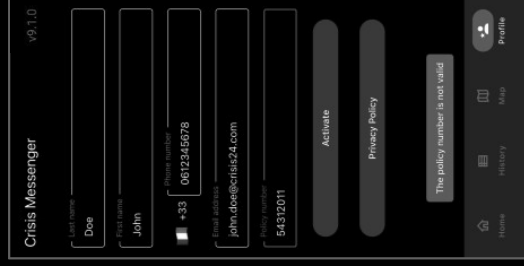 Crisis Messenger
v9.1.0
Last name
Doe
First name
John
Phone number
+33
0612345678
Email address
john.doe@crisis24.com
Policy number
54312011
Activate
Privacy Policy
The policy number is not valid
Home
History
Map
Profile